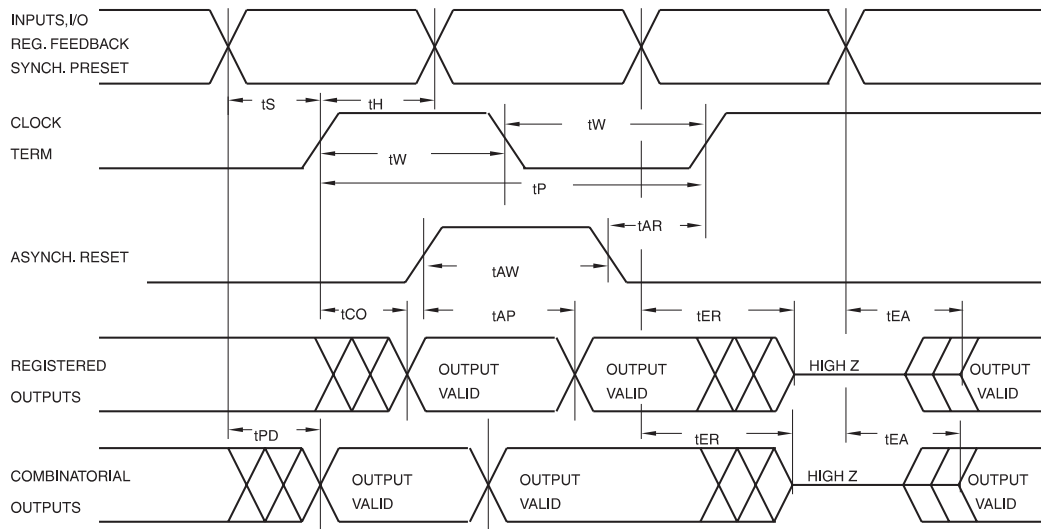 INPUTS,I/O
REG. FEEDBACK
SYNCH. PRESET
tS
tH
CLOCK
TERM
tW
tW
tP
tAR
ASYNCH. RESET
tAW
tCO
tAP
tER
tEA
REGISTERED
OUTPUTS
OUTPUT
VALID
OUTPUT
VALID
HIGH Z
OUTPUT
VALID
tPD
tER
tEA
COMBINATORIAL
OUTPUTS
OUTPUT
VALID
OUTPUT
VALID
HIGH Z
OUTPUT
VALID